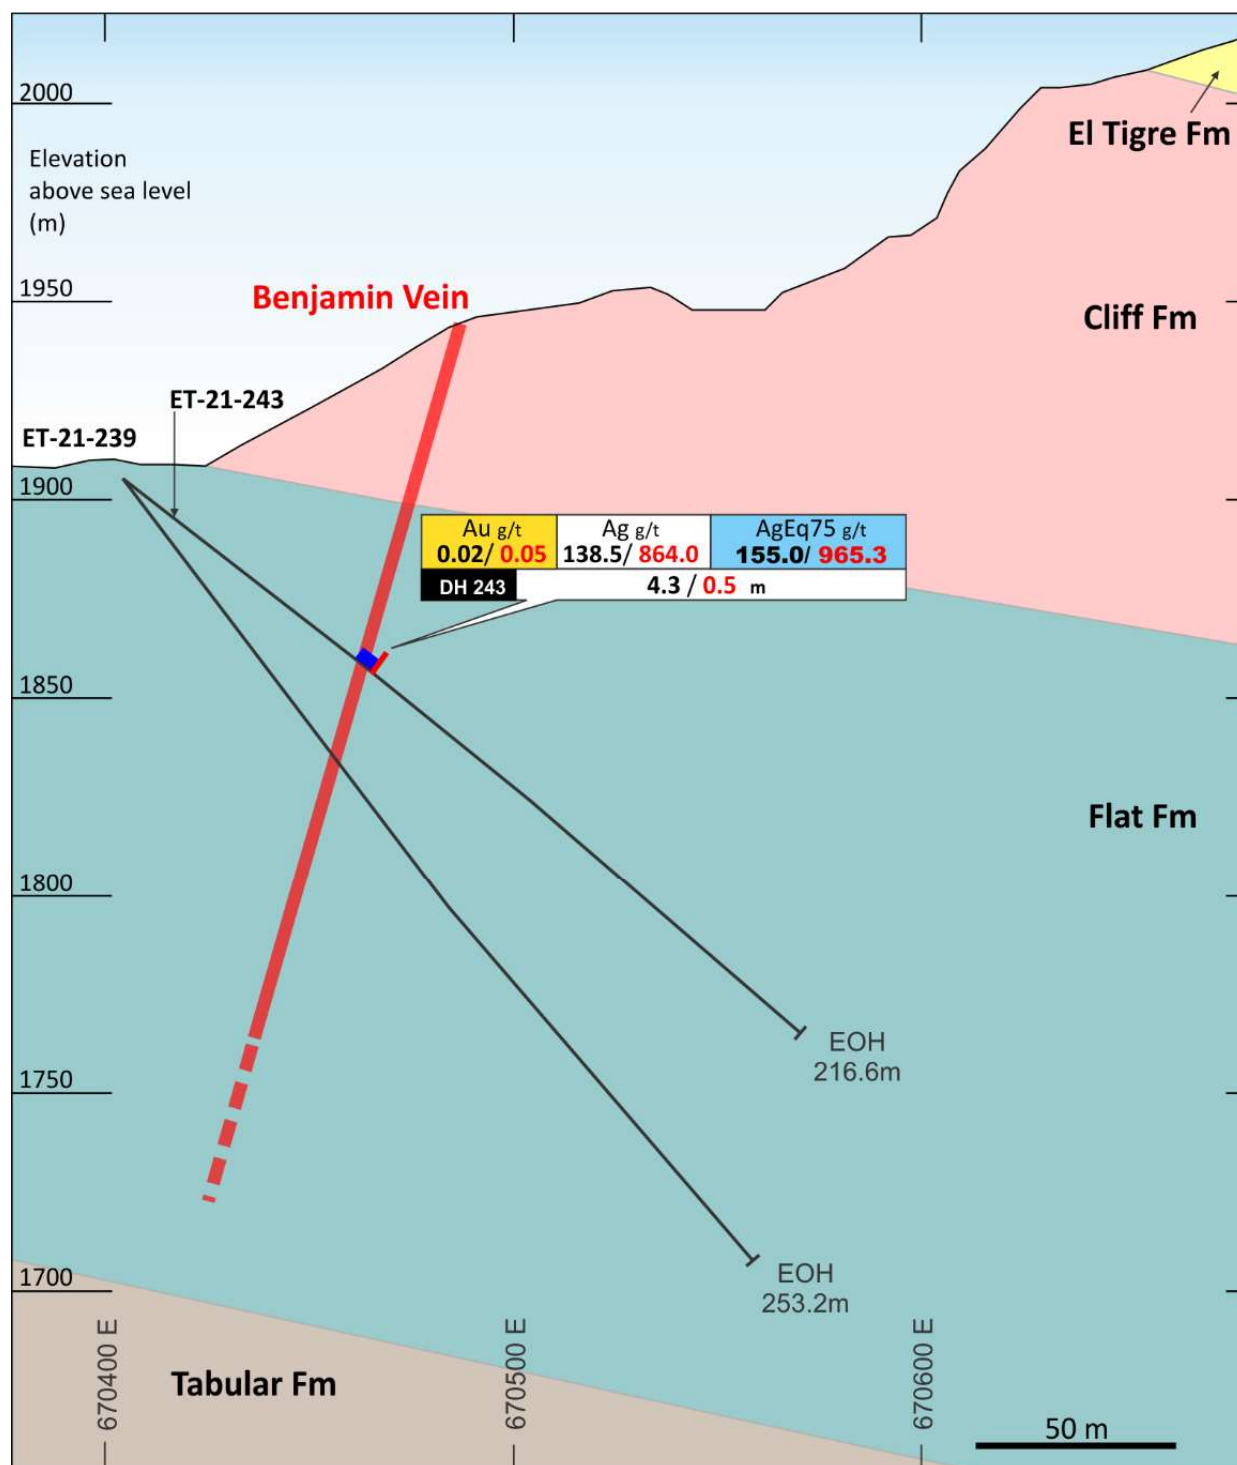 2000
El Tigre Fm
Elevation
above sea level
(m)
Benjamin Vein
1950
Cliff Fm
ET-21-243
ET-21-239
1900
Au g/t Ag g/t AgEq75 g/t
0.02/ 0.05 138.5/ 864.0 155.0/ 965.3
DH 243 4.3 / 0.5 m
1850
Flat Fm
1800
EOH
216.6m
1750
EOH
253.2m
1700
670400 E
670500 E
670600 E
Tabular Fm
50 m